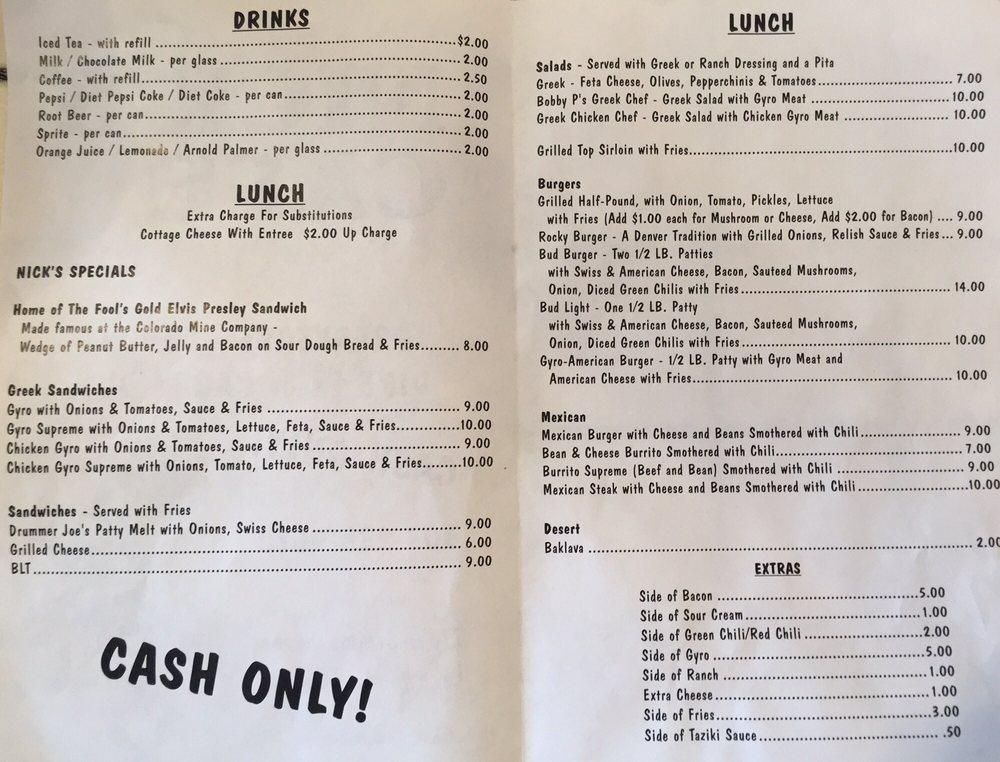 DRINKS
Iced Tea - with refill ........ $2.00
Milk / Chocolate Milk - per glass ........ 2.00
Coffee - with refill ........ 2.50
Pepsi / Diet Pepsi Coke / Diet Coke - per can ........ 2.00
Root Beer - per can ........ 2.00
Sprite - per can ........ 2.00
Orange Juice / Lemonade / Arnold Palmer - per glass ........ 2.00
LUNCH
Extra Charge For Substitutions
Cottage Cheese With Entree $2.00 Up Charge
NICK'S SPECIALS
Home of The Fool's Gold Elvis Presley Sandwich
Made famous at the Colorado Mine Company -
Wedge of Peanut Butter, Jelly and Bacon on Sour Dough Bread & Fries ........ 8.00
Greek Sandwiches
Gyro with Onions & Tomatoes, Sauce & Fries ........ 9.00
Gyro Supreme with Onions & Tomatoes, Lettuce, Feta, Sauce & Fries ........ 10.00
Chicken Gyro with Onions & Tomatoes, Sauce & Fries ........ 9.00
Chicken Gyro Supreme with Onions, Tomato, Lettuce, Feta, Sauce & Fries ........ 10.00
Sandwiches - Served with Fries
Drummer Joe's Patty Melt with Onions, Swiss Cheese ........ 9.00
Grilled Cheese ........ 6.00
BLT ........ 9.00
CASH ONLY!
LUNCH
Salads - Served with Greek or Ranch Dressing and a Pita
Greek - Feta Cheese, Olives, Pepperchinis & Tomatoes ........ 7.00
Bobby P's Greek Chef - Greek Salad with Gyro Meat ........ 10.00
Greek Chicken Chef - Greek Salad with Chicken Gyro Meat ........ 10.00
Grilled Top Sirloin with Fries ........ 10.00
Burgers
Grilled Half-Pound, with Onion, Tomato, Pickles, Lettuce
with Fries (Add $1.00 each for Mushroom or Cheese, Add $2.00 for Bacon) .... 9.00
Rocky Burger - A Denver Tradition with Grilled Onions, Relish Sauce & Fries ... 9.00
Bud Burger - Two 1/2 LB. Patties
with Swiss & American Cheese, Bacon, Sauteed Mushrooms,
Onion, Diced Green Chilis with Fries ........ 14.00
Bud Light - One 1/2 LB. Patty
with Swiss & American Cheese, Bacon, Sauteed Mushrooms,
Onion, Diced Green Chilis with Fries ........ 10.00
Gyro-American Burger - 1/2 LB. Patty with Gyro Meat and
American Cheese with Fries ........ 10.00
Mexican
Mexican Burger with Cheese and Beans Smothered with Chili ........ 9.00
Bean & Cheese Burrito Smothered with Chili ........ 7.00
Burrito Supreme (Beef and Bean) Smothered with Chili ........ 9.00
Mexican Steak with Cheese and Beans Smothered with Chili ........ 10.00
Desert
Baklava ........ 2.00
EXTRAS
Side of Bacon ........ 5.00
Side of Sour Cream ........ 1.00
Side of Green Chili/Red Chili ........ 2.00
Side of Gyro ........ 5.00
Side of Ranch ........ 1.00
Extra Cheese ........ 1.00
Side of Fries ........ 3.00
Side of Taziki Sauce ........ .50